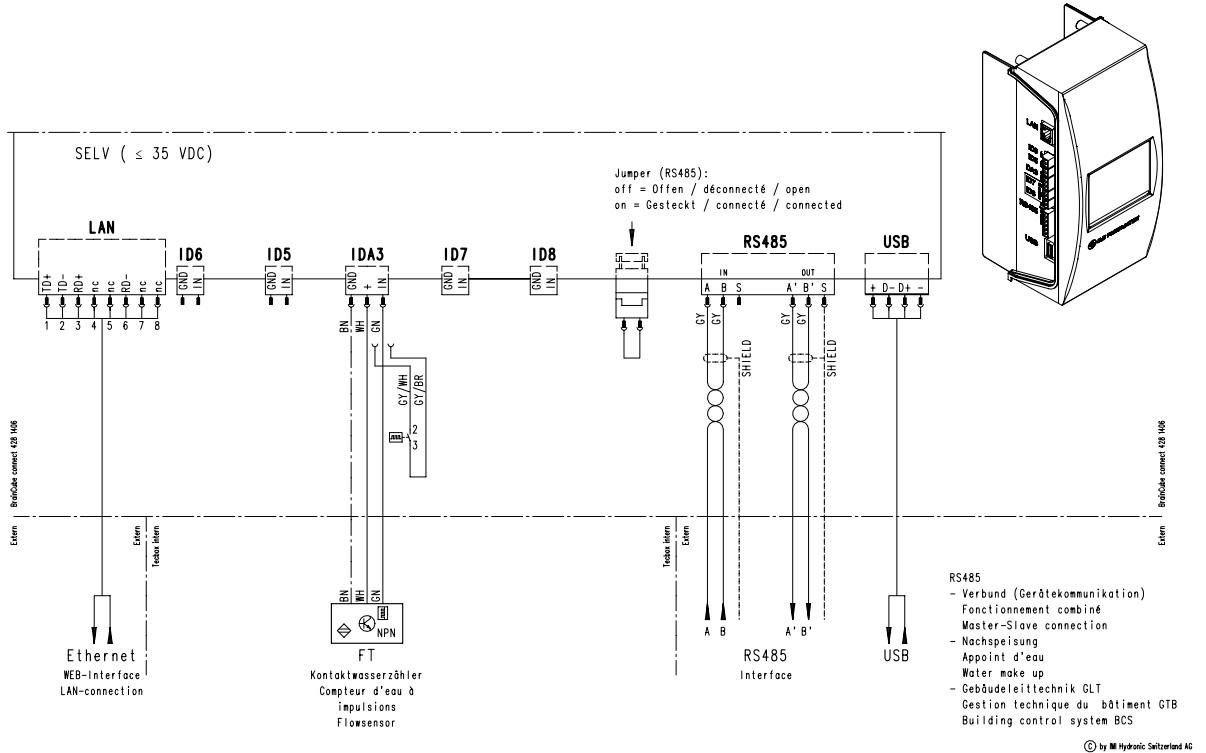 SELV ( ≤ 35 VDC)
Jumper (RS485):
off = Offen / déconnecté / open
on = Gesteckt / connecté / connected
LAN
ID6
ID5
IDA3
ID7
ID8
RS485
USB
TD+
TD-
RD+
nc
nc
RD-
nc
nc
GND
IN
GND
IN
GND
+
IN
GND
IN
GND
IN
IN
OUT
A B S
A' B' S
+ D- D+ -
1 2 3 4 5 6 7 8
BN
WH
GN
GY
GY
GY
GY
SHIELD
SHIELD
GY/WH
GY/BR
2
3
BrainCube connect 428 1406
Extern
Extern
Tecbox intern
Tecbox intern
Extern
BrainCube connect 428 1406
Extern
BN
WH
GN
NPN
A B
A' B'
Ethernet
WEB-Interface
LAN-connection
FT
Kontaktwasserzähler
Compteur d'eau à
impulsions
Flowsensor
RS485
Interface
USB
RS485
- Verbund (Gerätekommunikation)
Fonctionnement combiné
Master-Slave connection
- Nachspeisung
Appoint d'eau
Water make up
- Gebäudeleittechnik GLT
Gestion technique du bâtiment GTB
Building control system BCS
© by IMI Hydronic Switzerland AG
LAN
RS485
USB